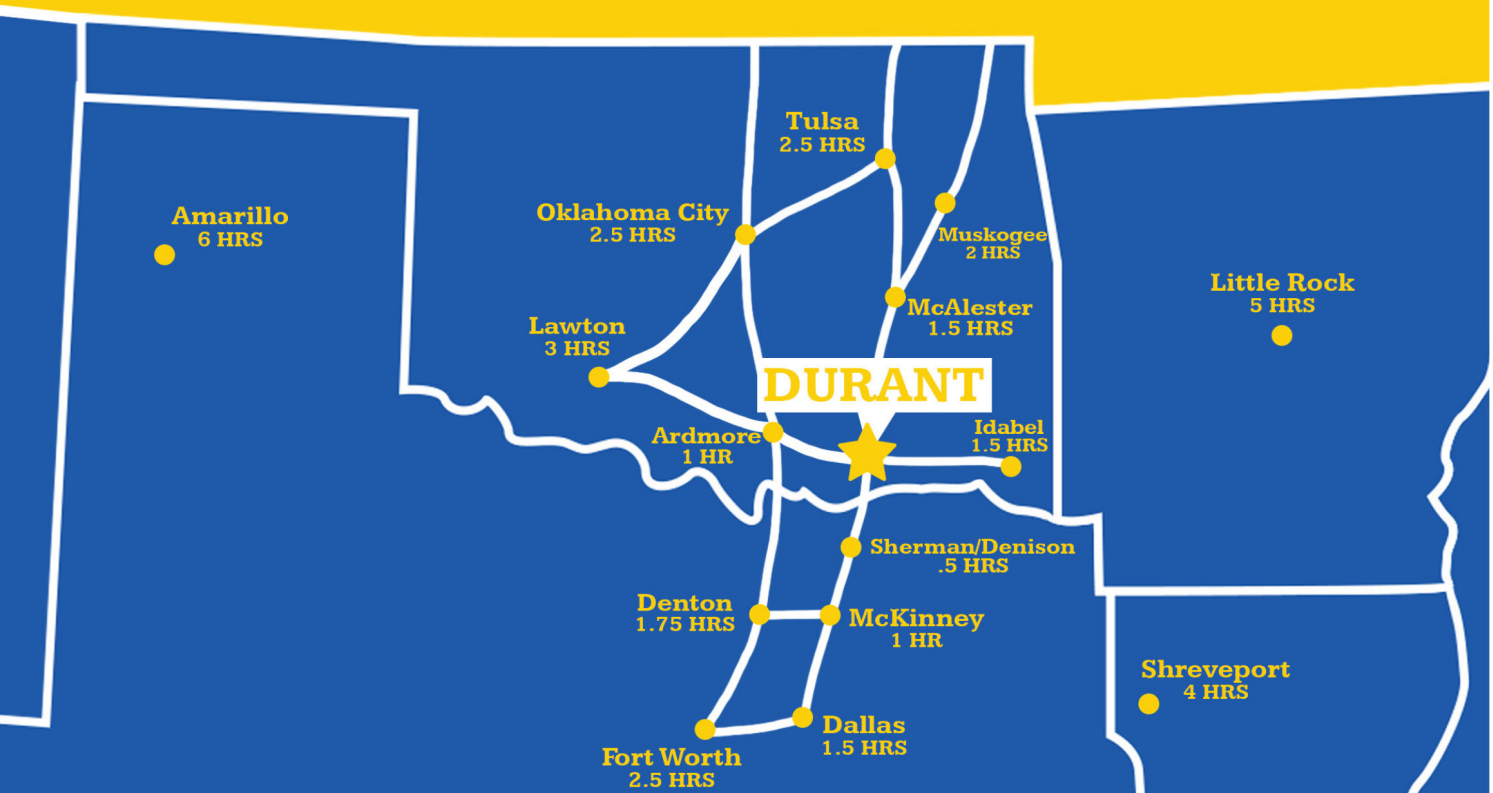 Tulsa
2.5 HRS
Amarillo
6 HRS
Oklahoma City
2.5 HRS
Muskogee
2 HRS
Little Rock
5 HRS
McAlester
1.5 HRS
Lawton
3 HRS
DURANT
Ardmore
1 HR
Idabel
1.5 HRS
Sherman/Denison
.5 HRS
Denton
1.75 HRS
McKinney
1 HR
Shreveport
4 HRS
Dallas
1.5 HRS
Fort Worth
2.5 HRS